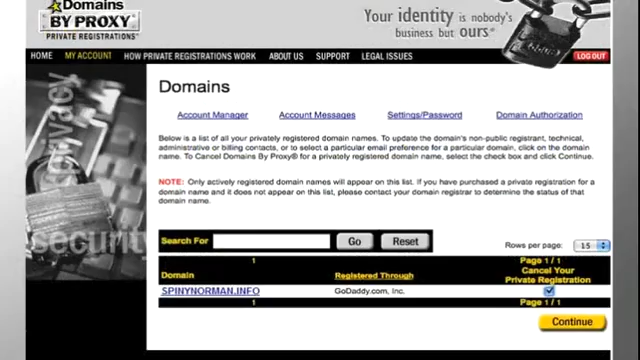 Domains
BY PROXY
PRIVATE REGISTRATIONS
Your identity is nobody's
business but ours
HOME MY ACCOUNT HOW PRIVATE REGISTRATIONS WORK ABOUT US SUPPORT LEGAL ISSUES LOG OUT
privacy
security
Domains
Account Manager Account Messages Settings/Password Domain Authorization
Below is a list of all your privately registered domain names. To update the domain's non-public registrant, technical,
administrative or billing contacts, or to select a particular email preference for a particular domain, click on the domain
name. To Cancel Domains By Proxy® for a privately registered domain name, select the check box and click Continue.
NOTE: Only actively registered domain names will appear on this list. If you have purchased a private registration for a
domain name and it does not appear on this list, please contact your domain registrar to determine the status of that
domain name.
Search For Go Reset Rows per page: 15
1 Page 1 / 1
Domain Registered Through Cancel Your
Private Registration
SPINYNORMAN.INFO GoDaddy.com, Inc.
1 Page 1 / 1
Continue